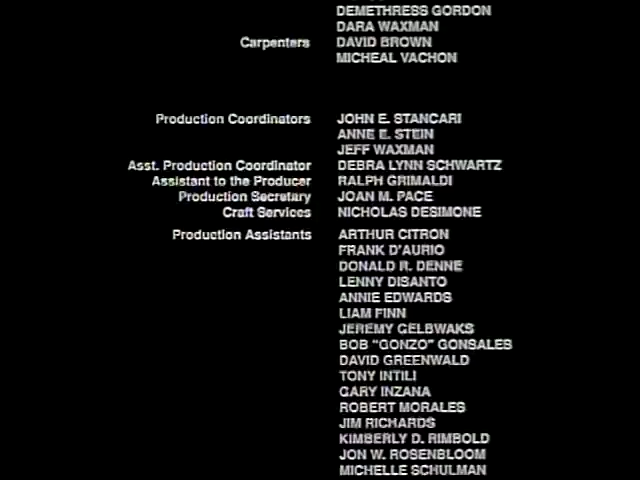 DEMETHRESS GORDON
DARA WAXMAN
Carpenters DAVID BROWN
MICHEAL VACHON
Production Coordinators JOHN E. STANCARI
ANNE E. STEIN
JEFF WAXMAN
Asst. Production Coordinator DEBRA LYNN SCHWARTZ
Assistant to the Producer RALPH GRIMALDI
Production Secretary JOAN M. PACE
Craft Services NICHOLAS DESIMONE
Production Assistants ARTHUR CITRON
FRANK D'AURIO
DONALD R. DENNE
LENNY DISANTO
ANNIE EDWARDS
LIAM FINN
JEREMY GELBWAKS
BOB "GONZO" GONSALES
DAVID GREENWALD
TONY INTILI
GARY INZANA
ROBERT MORALES
JIM RICHARDS
KIMBERLY D. RIMBOLD
JON W. ROSENBLOOM
MICHELLE SCHULMAN